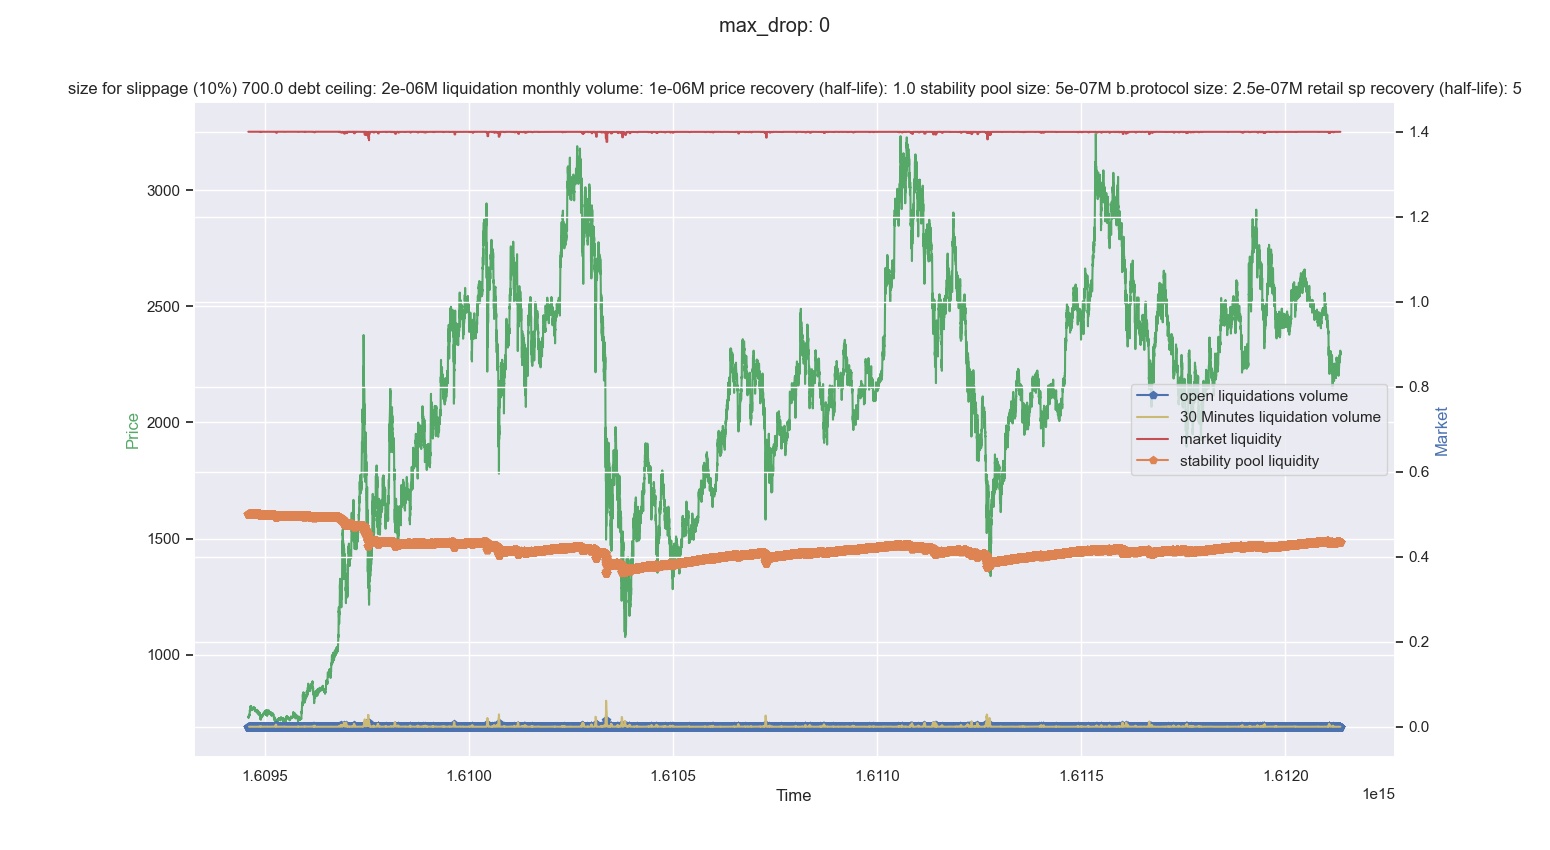 max_drop: 0
size for slippage (10%) 700.0 debt ceiling: 2e-06M liquidation monthly volume: 1e-06M price recovery (half-life): 1.0 stability pool size: 5e-07M b.protocol size: 2.5e-07M retail sp recovery (half-life): 5
3000
2500
2000
1500
1000
Price
1.4
1.2
1.0
0.8
0.6
0.4
0.2
0.0
Market
open liquidations volume
30 Minutes liquidation volume
market liquidity
stability pool liquidity
1.6095 1.6100 1.6105 1.6110 1.6115 1.6120
Time
1e15